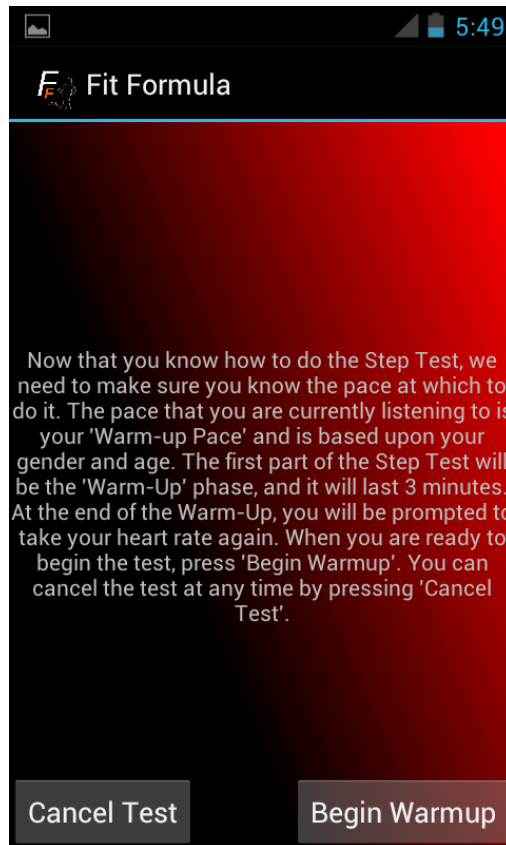 5:49
FF Fit Formula
Now that you know how to do the Step Test, we
need to make sure you know the pace at which to
do it. The pace that you are currently listening to is
your 'Warm-up Pace' and is based upon your
gender and age. The first part of the Step Test will
be the 'Warm-Up' phase, and it will last 3 minutes.
At the end of the Warm-Up, you will be prompted to
take your heart rate again. When you are ready to
begin the test, press 'Begin Warmup'. You can
cancel the test at any time by pressing 'Cancel
Test'.
Cancel Test Begin Warmup